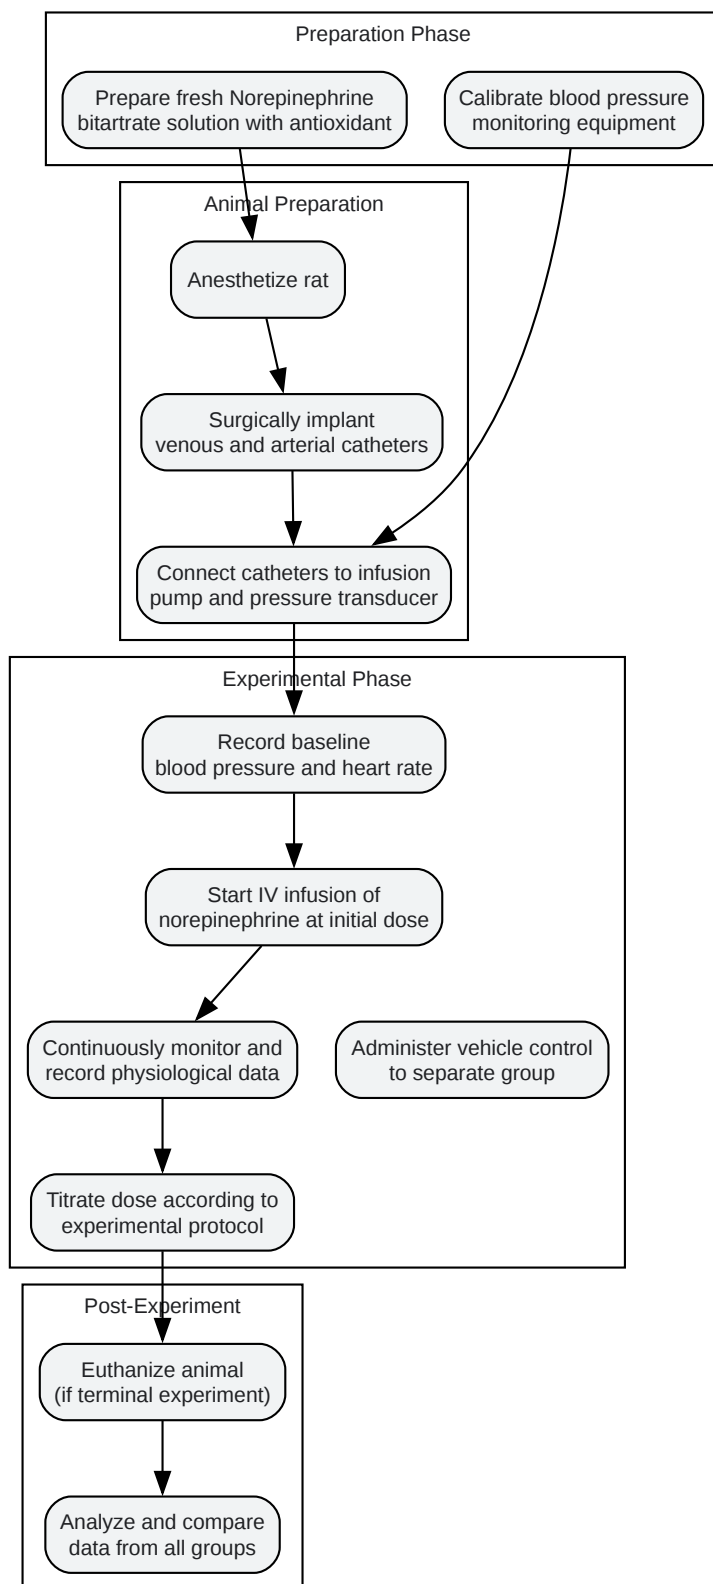 Preparation Phase
Prepare fresh Norepinephrine
bitartrate solution with antioxidant
Calibrate blood pressure
monitoring equipment
Animal Preparation
Anesthetize rat
Surgically implant
venous and arterial catheters
Connect catheters to infusion
pump and pressure transducer
Experimental Phase
Record baseline
blood pressure and heart rate
Start IV infusion of
norepinephrine at initial dose
Continuously monitor and
record physiological data
Administer vehicle control
to separate group
Titrate dose according to
experimental protocol
Post-Experiment
Euthanize animal
(if terminal experiment)
Analyze and compare
data from all groups